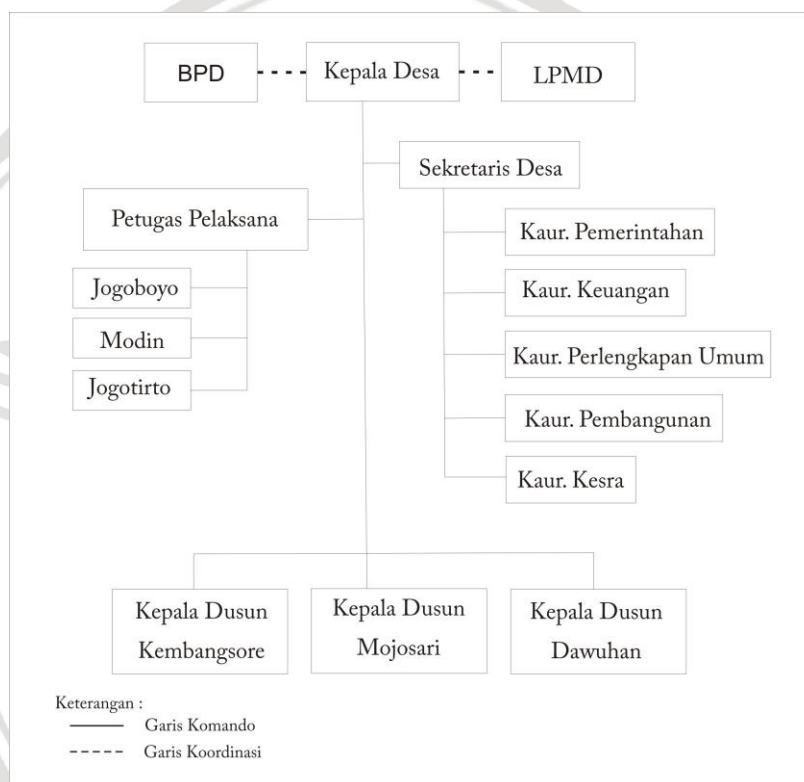 BPD
Kepala Desa
LPMD
Sekretaris Desa
Petugas Pelaksana
Kaur. Pemerintahan
Jogoboyo
Kaur. Keuangan
Modin
Kaur. Perlengkapan Umum
Jogotirto
Kaur. Pembangunan
Kaur. Kesra
Kepala Dusun
Kembangsore
Kepala Dusun
Mojosari
Kepala Dusun
Dawuhan
Keterangan :
Garis Komando
Garis Koordinasi